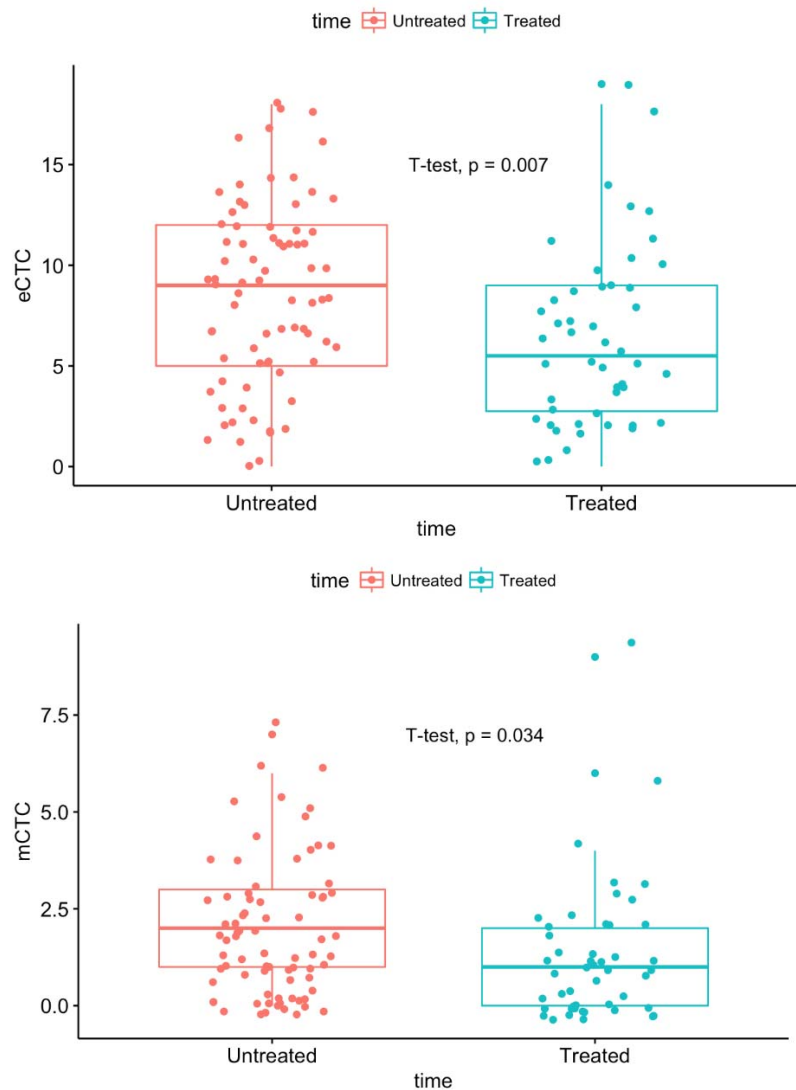 time Untreated Treated
15
T-test, p = 0.007
10
eCTC
5
0
Untreated Treated
time
time Untreated Treated
7.5
T-test, p = 0.034
5.0
mCTC
2.5
0.0
Untreated Treated
time